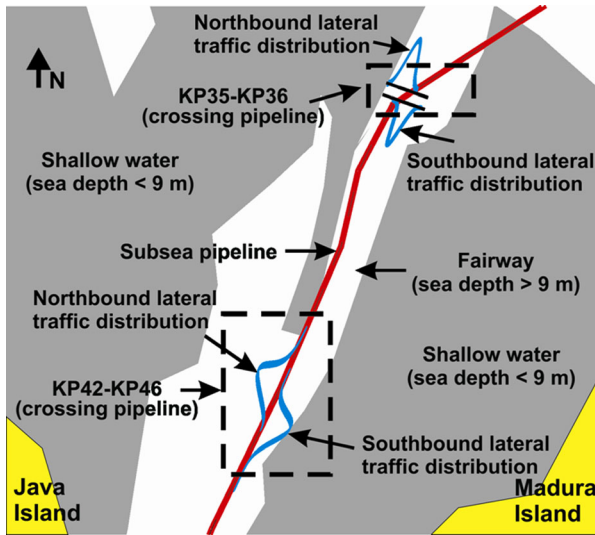 Northbound lateral
traffic distribution
N
KP35-KP36
(crossing pipeline)
Shallow water
(sea depth < 9 m)
Southbound lateral
traffic distribution
Subsea pipeline
Fairway
(sea depth > 9 m)
Northbound lateral
traffic distribution
Shallow water
(sea depth < 9 m)
KP42-KP46
(crossing pipeline)
Southbound lateral
traffic distribution
Java
Island
Madura
Island